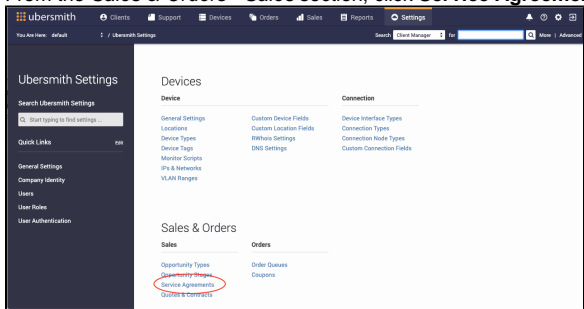 From the Sales & Orders - Sales section, click Service Agreemen
ubersmith Clients Support Devices Orders Sales Reports Settings
You Are Here: default / Ubersmith Settings Search Client Manager for More | Advanced
Ubersmith Settings
Search Ubersmith Settings
Start typing to find settings ...
Quick Links Edit
General Settings
Company Identity
Users
User Roles
User Authentication
Devices
Device Connection
General Settings Custom Device Fields Device Interface Types
Locations Custom Location Fields Connection Types
Device Types RWhois Settings Connection Node Types
Device Tags DNS Settings Custom Connection Fields
Monitor Scripts
IPs & Networks
VLAN Ranges
Sales & Orders
Sales Orders
Opportunity Types Order Queues
Opportunity Stages Coupons
Service Agreements
Quotes & Contracts